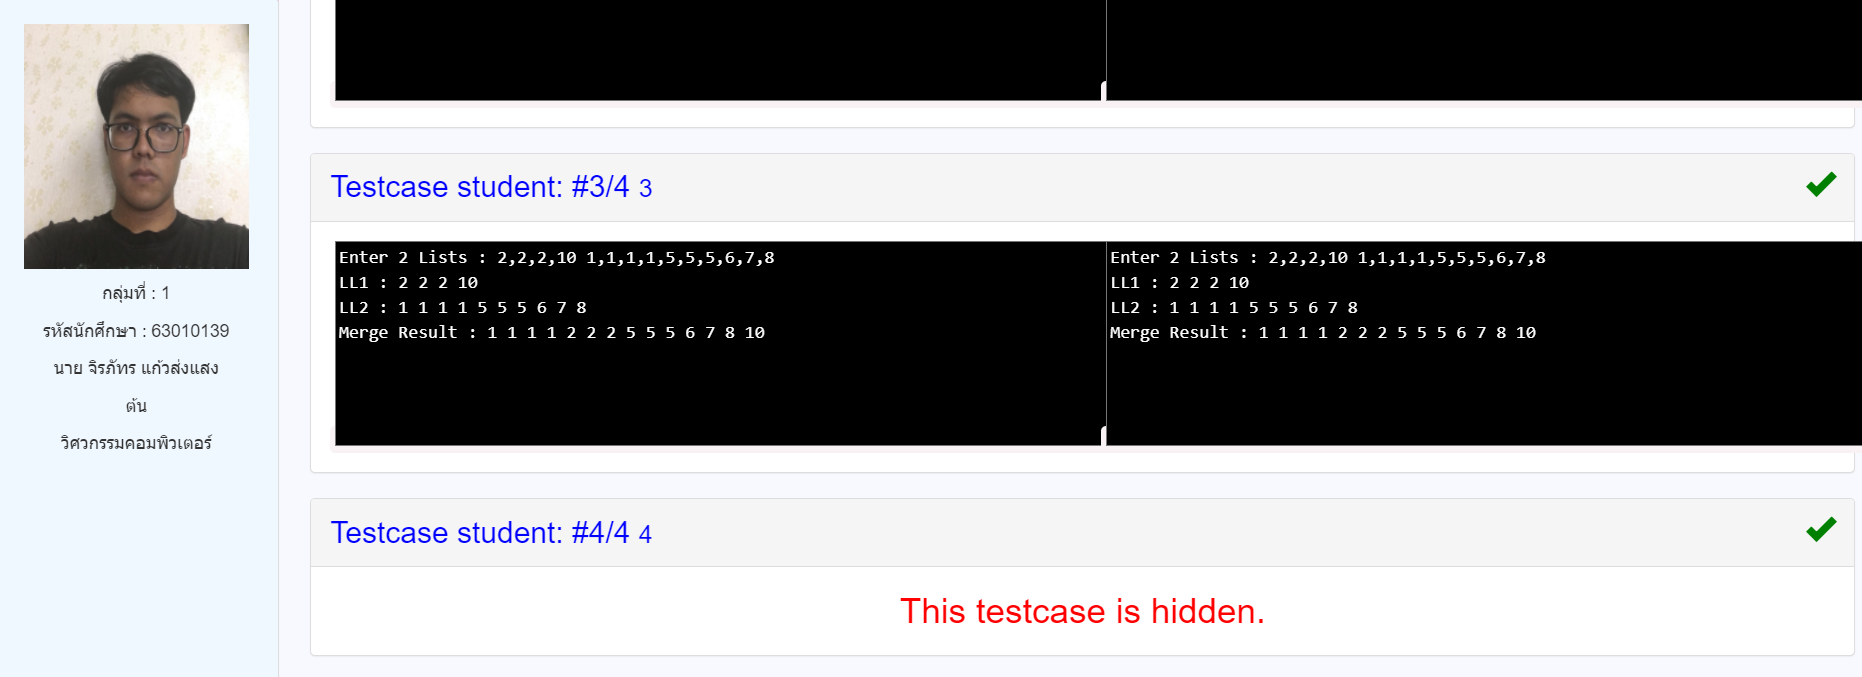 กลุ่มที่ : 1
รหัสนักศึกษา : 63010139
นาย จิรภัทร แก้วส่งแสง
ต้น
วิศวกรรมคอมพิวเตอร์
Testcase student: #3/4 3
Enter 2 Lists : 2,2,2,10 1,1,1,1,5,5,5,6,7,8
LL1 : 2 2 2 10
LL2 : 1 1 1 1 5 5 5 6 7 8
Merge Result : 1 1 1 1 2 2 2 5 5 5 6 7 8 10
Enter 2 Lists : 2,2,2,10 1,1,1,1,5,5,5,6,7,8
LL1 : 2 2 2 10
LL2 : 1 1 1 1 5 5 5 6 7 8
Merge Result : 1 1 1 1 2 2 2 5 5 5 6 7 8 10
Testcase student: #4/4 4
This testcase is hidden.